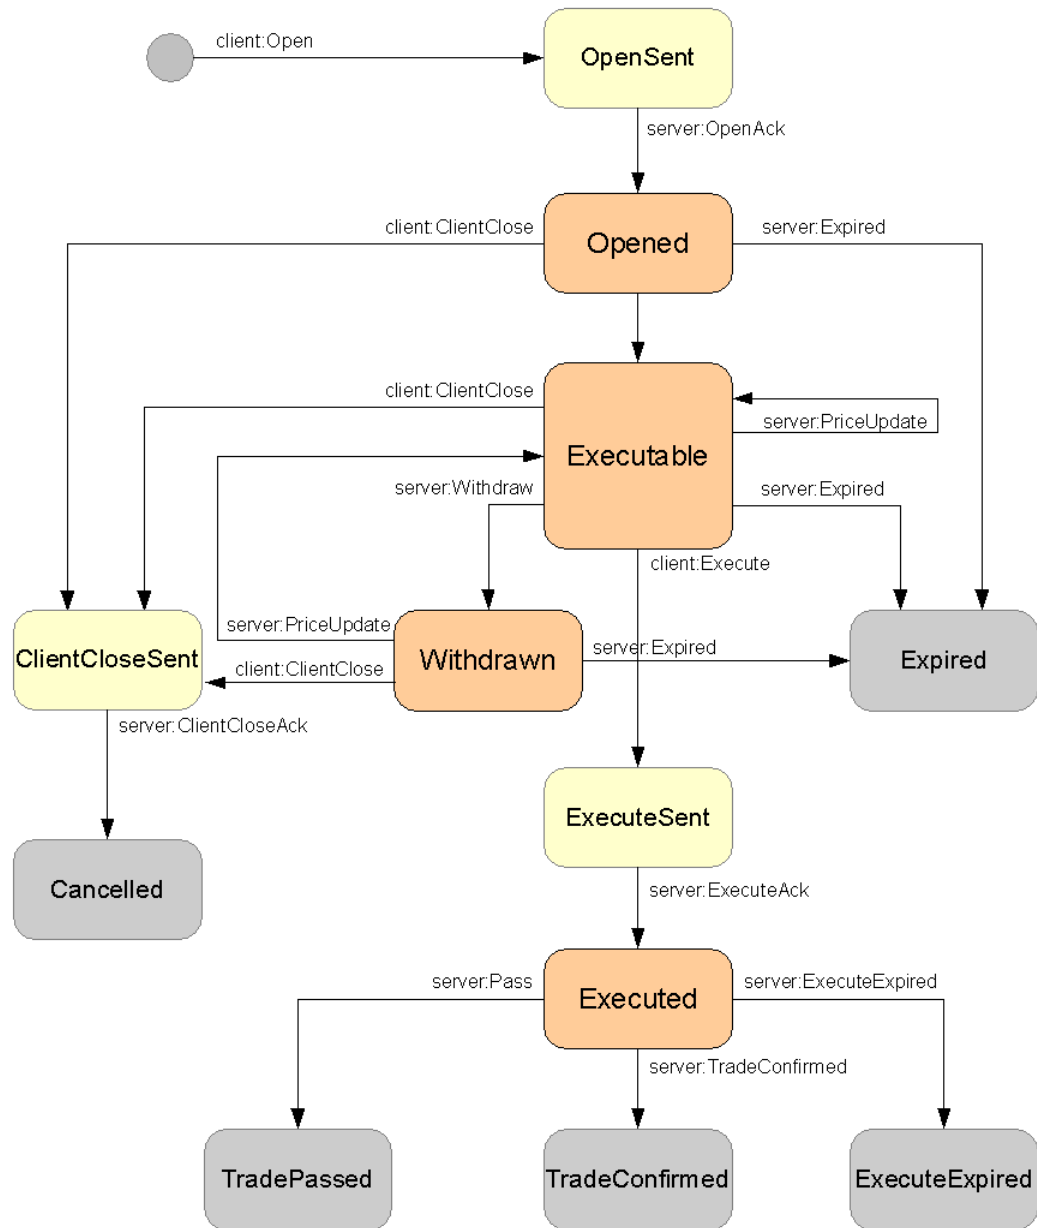 client:Open
OpenSent
server:OpenAck
client:ClientClose
server:Expired
Opened
client:ClientClose
server:PriceUpdate
Executable
server:Withdraw
server:Expired
client:Execute
server:PriceUpdate
server:Expired
ClientCloseSent
Withdrawn
Expired
client:ClientClose
server:ClientCloseAck
ExecuteSent
Cancelled
server:ExecuteAck
server:Pass
server:ExecuteExpired
Executed
server:TradeConfirmed
TradePassed
TradeConfirmed
ExecuteExpired